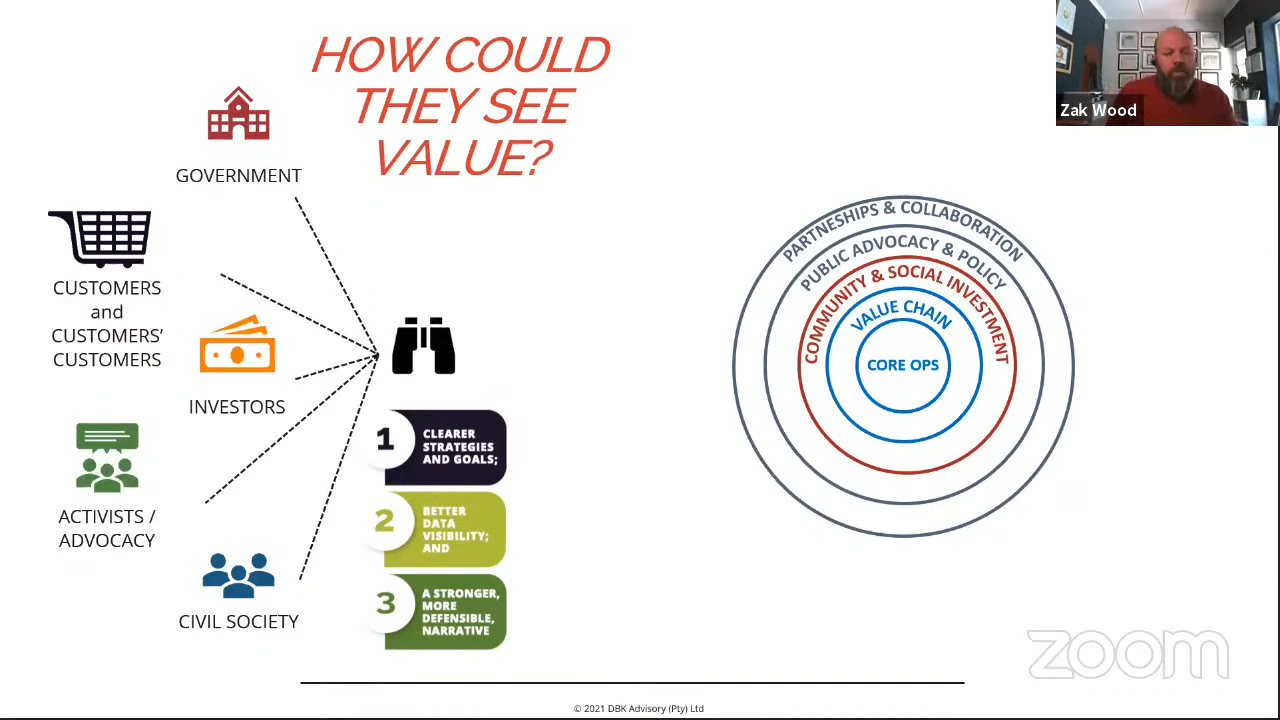 HOW COULD
THEY SEE
VALUE?
Zak Wood
GOVERNMENT
CUSTOMERS
and
CUSTOMERS’
CUSTOMERS
INVESTORS
ACTIVISTS /
ADVOCACY
CIVIL SOCIETY
1
CLEARER
STRATEGIES
AND GOALS;
2
BETTER
DATA
VISIBILITY;
AND
3
A STRONGER,
MORE
DEFENSIBLE,
NARRATIVE
PARTNESHIPS & COLLABORATION
PUBLIC ADVOCACY & POLICY
COMMUNITY & SOCIAL INVESTMENT
VALUE CHAIN
CORE OPS
zoom
© 2021 DBK Advisory (Pty) Ltd